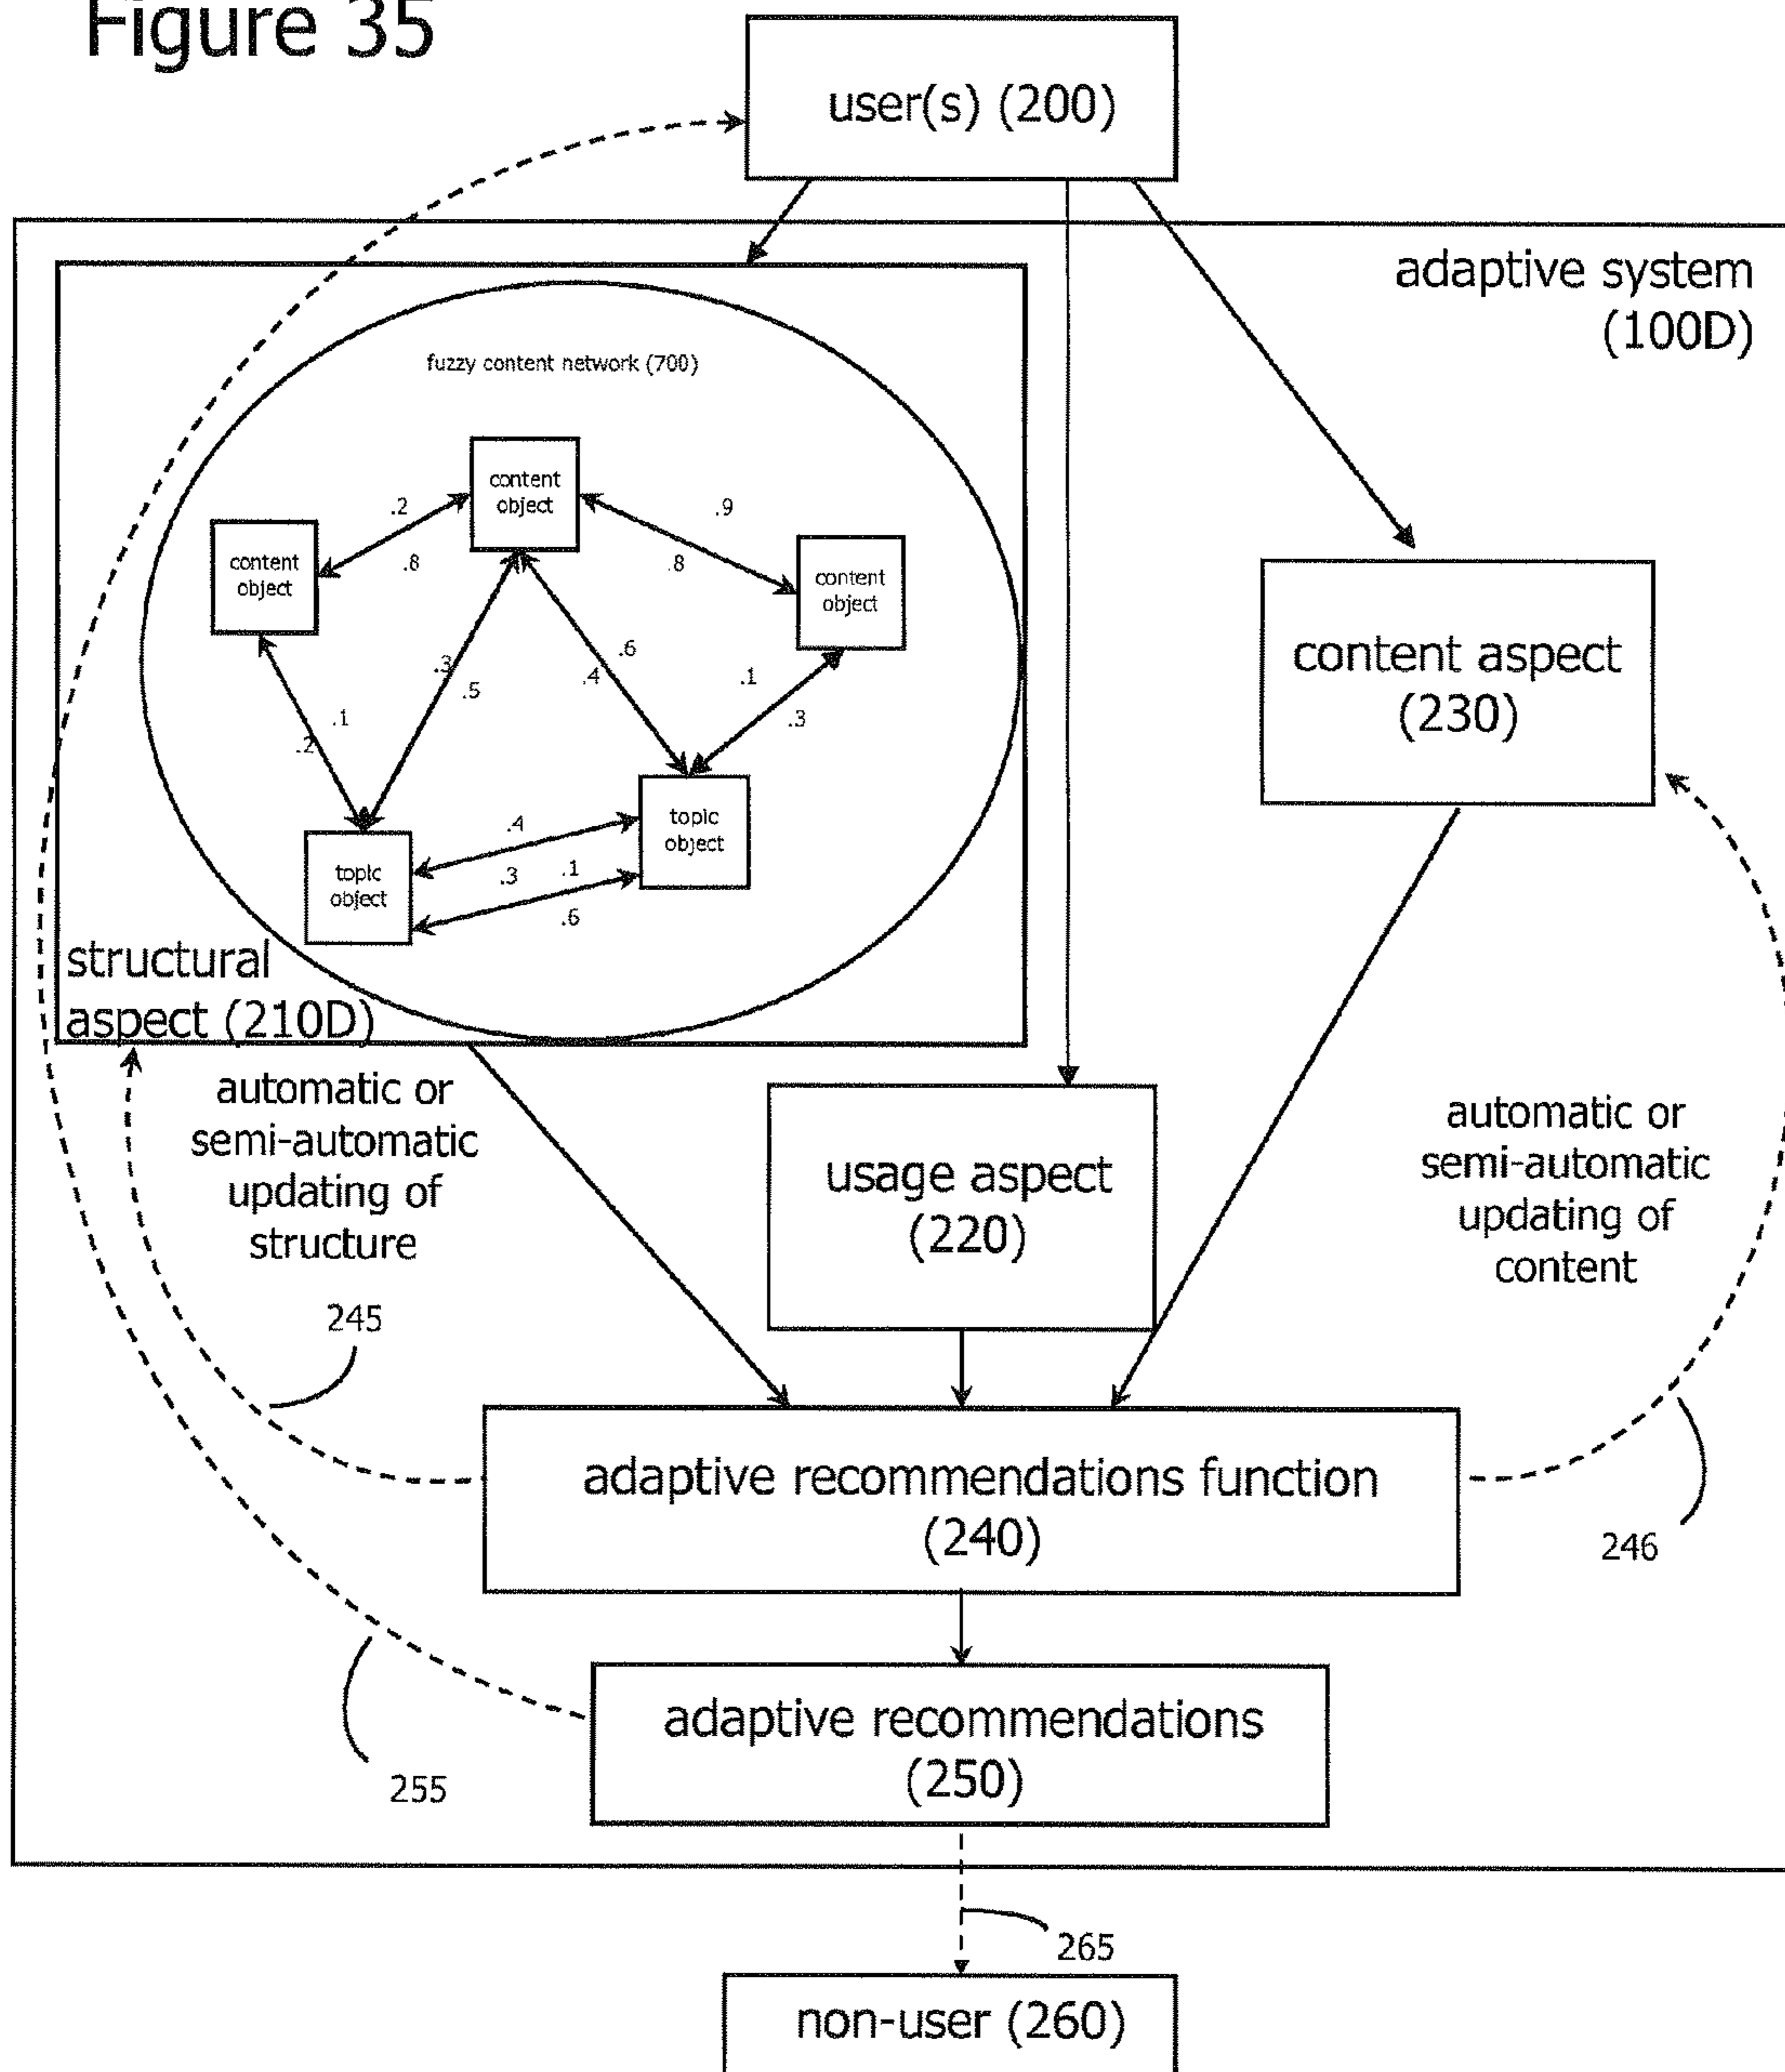 Figure 35
user(s) (200)
adaptive system
(100D)
fuzzy content network (700)
content
object
.2
.9
content
object
.8
.8
content
object
.3
.5
.6
.4
.1
.3
.1
.2
topic
object
.4
.3
.1
.6
topic
object
structural
aspect (210D)
content aspect
(230)
automatic or
semi-automatic
updating of
structure
245
usage aspect
(220)
automatic or
semi-automatic
updating of
content
246
adaptive recommendations function
(240)
adaptive recommendations
(250)
255
265
non-user (260)